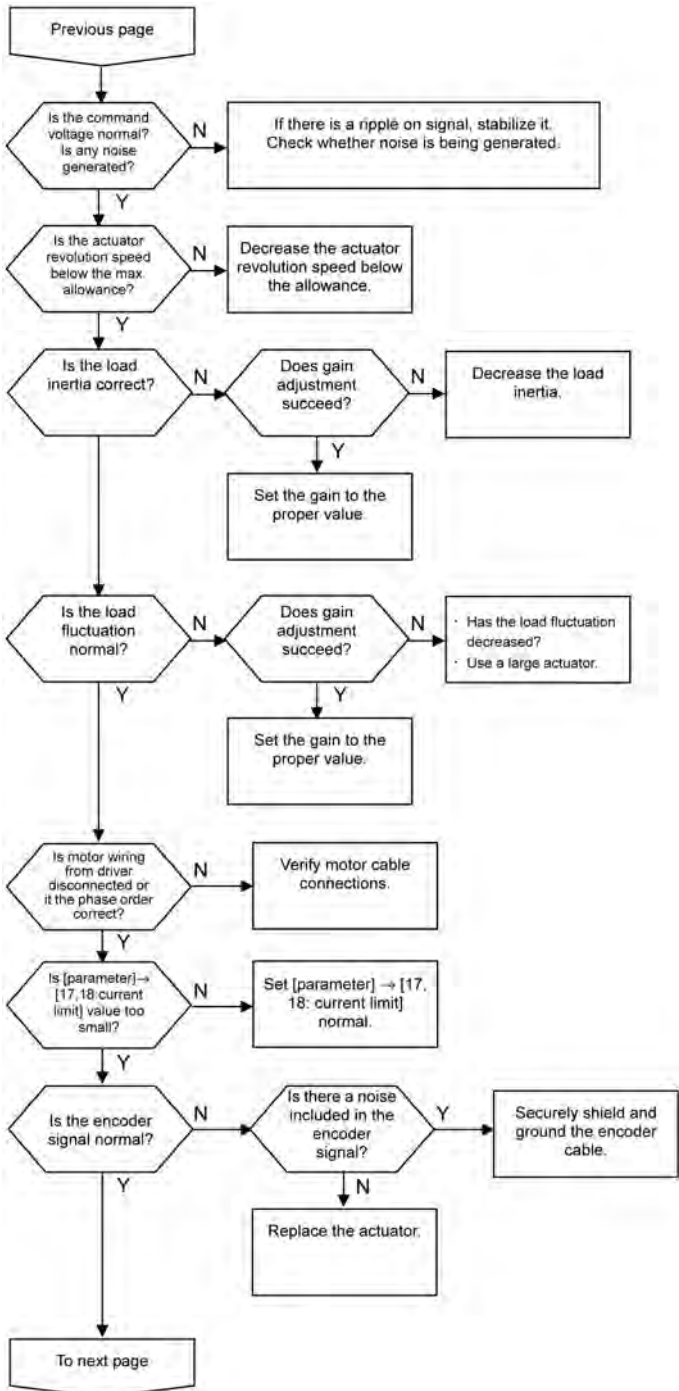 Previous page
Is the command
voltage normal?
Is any noise
generated?
N
If there is a ripple on signal, stabilize it.
Check whether noise is being generated.
Y
Is the actuator
revolution speed
below the max.
allowance?
N
Decrease the actuator
revolution speed below
the allowance.
Y
Is the load
inertia correct?
N
Does gain
adjustment
succeed?
N
Decrease the load
inertia.
Y
Set the gain to the
proper value.
Is the load
fluctuation
normal?
N
Does gain
adjustment
succeed?
N
· Has the load fluctuation
decreased?
· Use a large actuator.
Y
Y
Set the gain to the
proper value.
Is motor wiring
from driver
disconnected or
it the phase order
correct?
N
Verify motor cable
connections.
Y
Is [parameter]→
[17,18: current
limit] value too
small?
N
Set [parameter] → [17,
18: current limit]
normal.
Y
Is the encoder
signal normal?
N
Is there a noise
included in the
encoder
signal?
Y
Securely shield and
ground the encoder
cable.
Y
N
Replace the actuator.
To next page